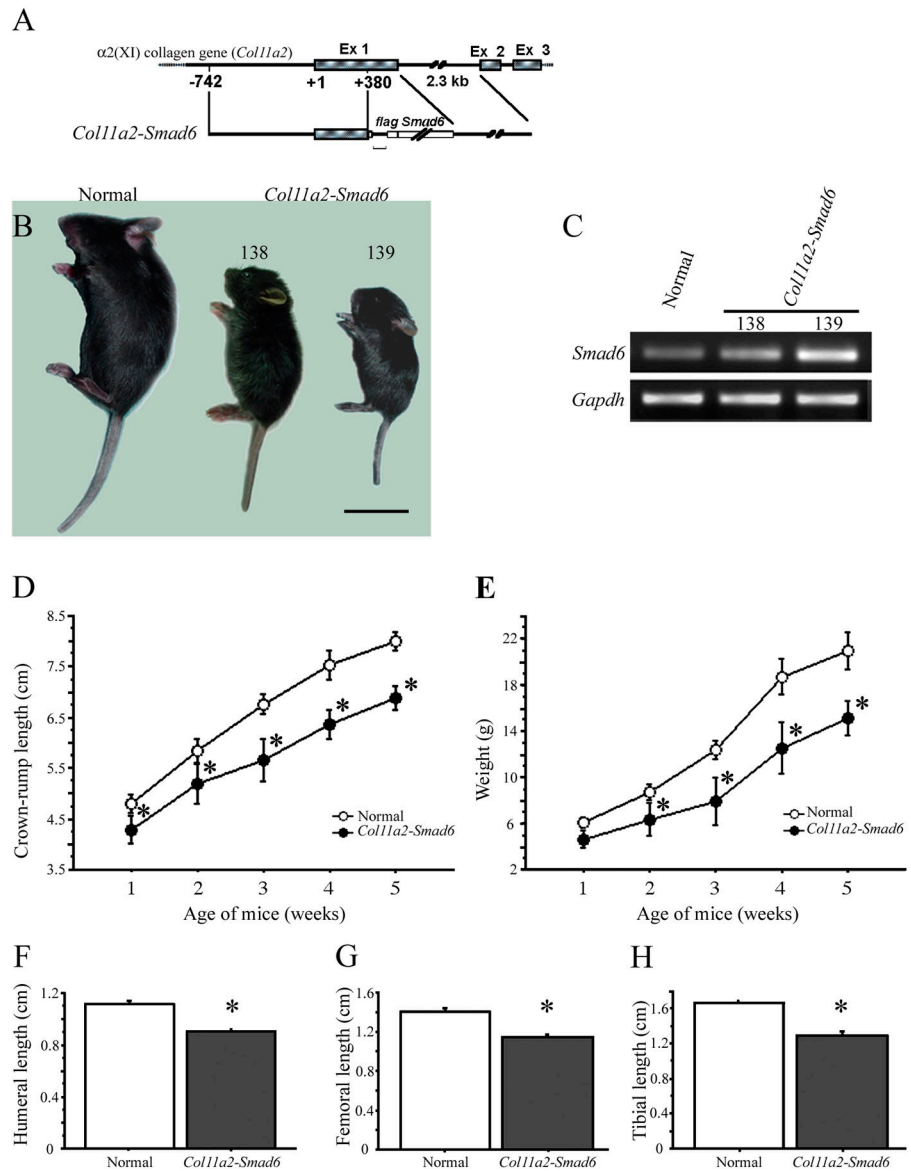 A
α2(XI) collagen gene (Col11a2)
Ex 1
Ex 2
Ex 3
-742
+1
+380
2.3 kb
flag Smad6
Col11a2-Smad6
Normal
Col11a2-Smad6
B
138
139
C
Normal
Col11a2-Smad6
138
139
Smad6
Gapdh
D
Crown-rump length (cm)
8.5
7.5
6.5
5.5
4.5
3.5
* * * * *
Normal
Col11a2-Smad6
1 2 3 4 5
Age of mice (weeks)
E
Weight (g)
22
18
14
10
6
2
* * * *
Normal
Col11a2-Smad6
1 2 3 4 5
Age of mice (weeks)
F
Humeral length (cm)
1.2
0.8
0.4
0
*
Normal
Col11a2-Smad6
G
Femoral length (cm)
1.6
1.2
0.8
0.4
0
*
Normal
Col11a2-Smad6
H
Tibial length (cm)
1.6
1.2
0.8
0.4
0
*
Normal
Col11a2-Smad6